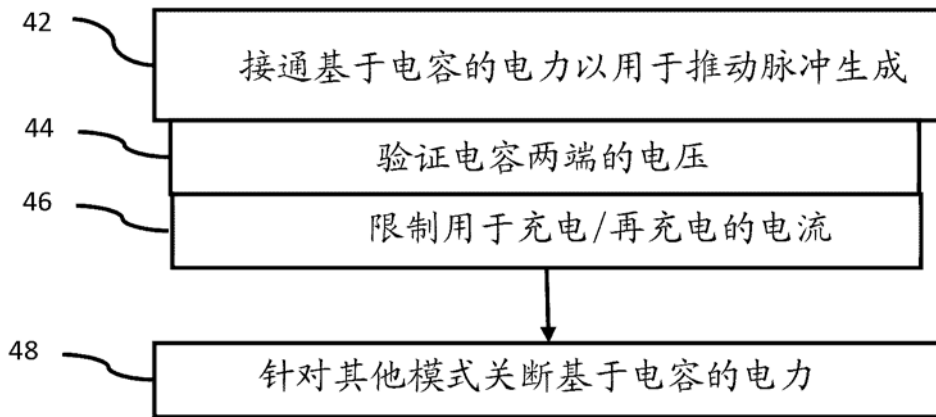 42
接通基于电容的电力以用于推动脉冲生成
44
验证电容两端的电压
46
限制用于充电/再充电的电流
48
针对其他模式关断基于电容的电力